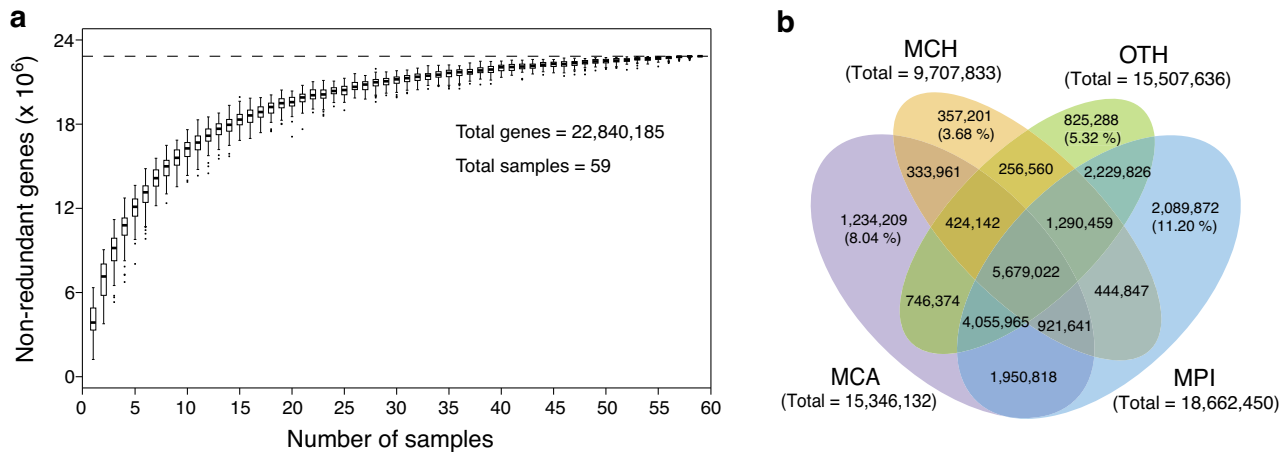 a
Non-redundant genes (x 10⁶)
24
18
12
6
0
Total genes = 22,840,185
Total samples = 59
0 5 10 15 20 25 30 35 40 45 50 55 60
Number of samples
b
MCH
(Total = 9,707,833)
OTH
(Total = 15,507,636)
357,201
(3.68 %)
825,288
(5.32 %)
333,961
256,560
2,229,826
1,234,209
(8.04 %)
424,142
1,290,459
2,089,872
(11.20 %)
5,679,022
746,374
444,847
4,055,965
921,641
1,950,818
MCA
(Total = 15,346,132)
MPI
(Total = 18,662,450)